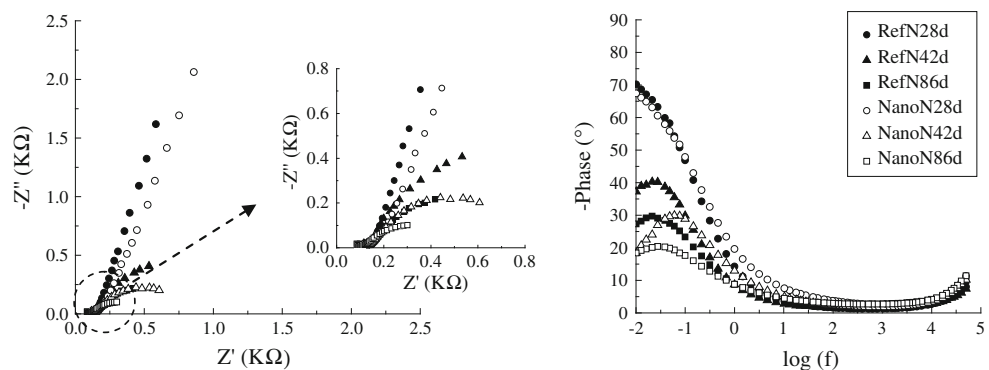 2.5
2.0
1.5
1.0
0.5
0.0
-Z'' (KΩ)
0.0 0.5 1.0 1.5 2.0 2.5
Z' (KΩ)
0.8
0.6
0.4
0.2
0.0
-Z'' (KΩ)
0.0 0.2 0.4 0.6 0.8
Z' (KΩ)
90
80
70
60
50
40
30
20
10
0
-Phase (°)
-2 -1 0 1 2 3 4 5
log (f)
RefN28d
RefN42d
RefN86d
NanoN28d
NanoN42d
NanoN86d